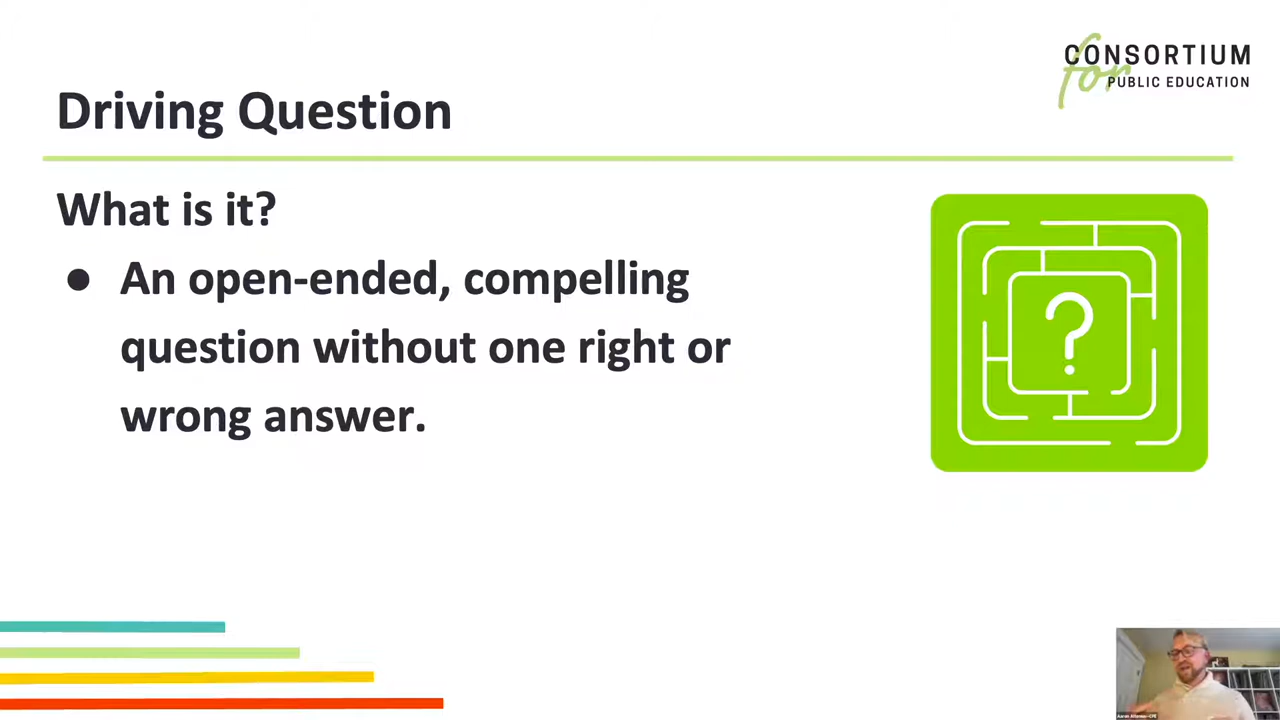 CONSORTIUM
for PUBLIC EDUCATION
Driving Question
What is it?
● An open-ended, compelling
question without one right or
wrong answer.
?